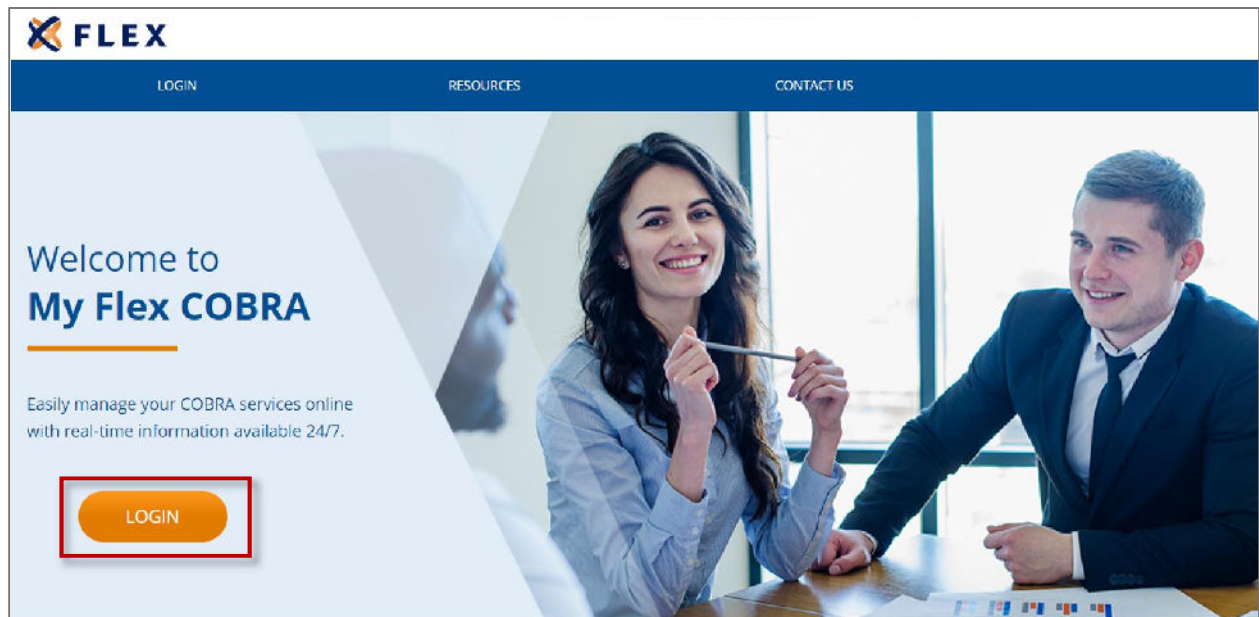 FLEX
LOGIN
RESOURCES
CONTACT US
Welcome to
My Flex COBRA
Easily manage your COBRA services online
with real-time information available 24/7.
LOGIN